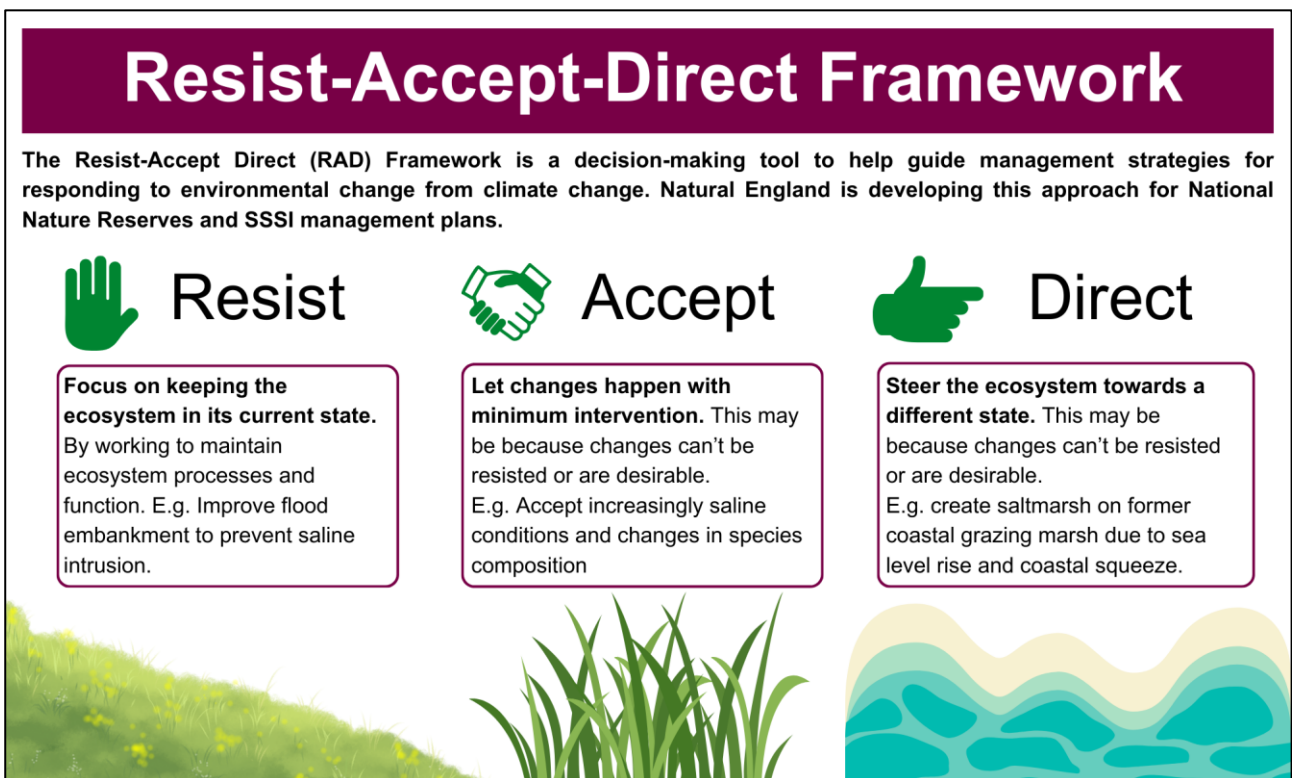 Resist-Accept-Direct Framework
The Resist-Accept Direct (RAD) Framework is a decision-making tool to help guide management strategies for
responding to environmental change from climate change. Natural England is developing this approach for National
Nature Reserves and SSSI management plans.
Resist
Focus on keeping the
ecosystem in its current state.
By working to maintain
ecosystem processes and
function. E.g. Improve flood
embankment to prevent saline
intrusion.
Accept
Let changes happen with
minimum intervention. This may
be because changes can’t be
resisted or are desirable.
E.g. Accept increasingly saline
conditions and changes in species
composition
Direct
Steer the ecosystem towards a
different state. This may be
because changes can’t be resisted
or are desirable.
E.g. create saltmarsh on former
coastal grazing marsh due to sea
level rise and coastal squeeze.